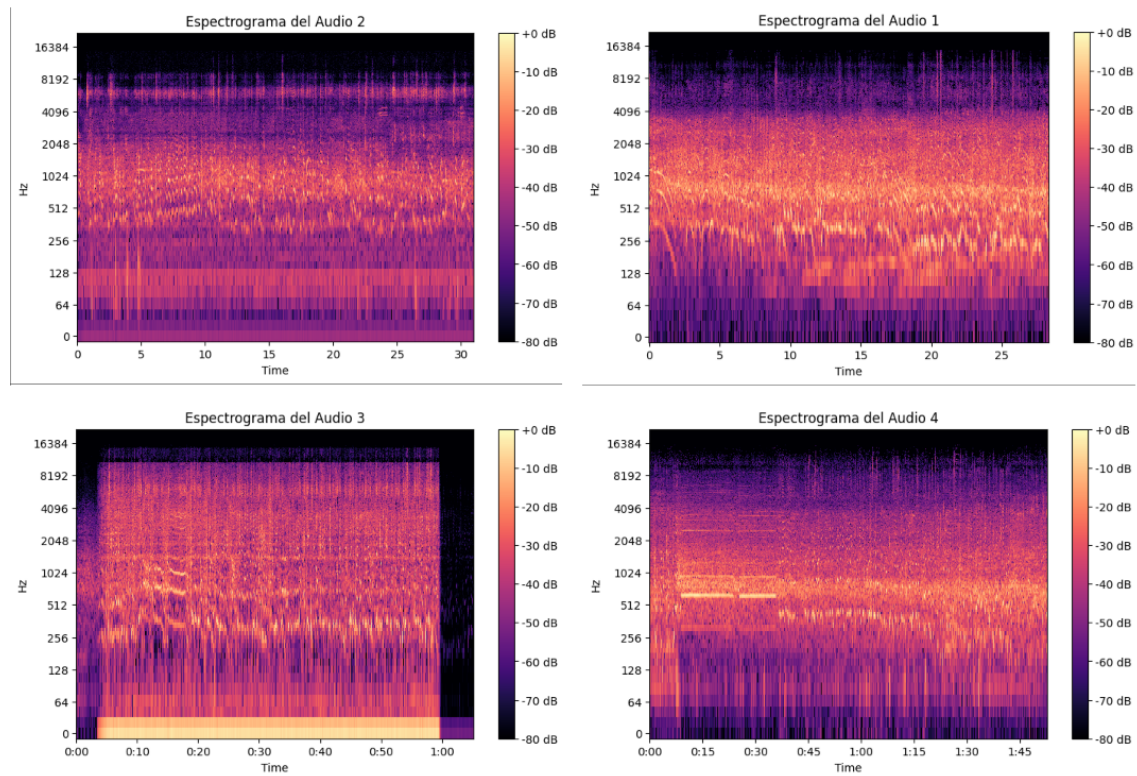 Espectrograma del Audio 2
16384
8192
4096
2048
1024
512
256
128
64
0
Hz
0
5
10
15
20
25
30
Time
+0 dB
-10 dB
-20 dB
-30 dB
-40 dB
-50 dB
-60 dB
-70 dB
-80 dB
Espectrograma del Audio 1
16384
8192
4096
2048
1024
512
256
128
64
0
Hz
0
5
10
15
20
25
Time
+0 dB
-10 dB
-20 dB
-30 dB
-40 dB
-50 dB
-60 dB
-70 dB
-80 dB
Espectrograma del Audio 3
16384
8192
4096
2048
1024
512
256
128
64
0
Hz
0:00
0:10
0:20
0:30
0:40
0:50
1:00
Time
+0 dB
-10 dB
-20 dB
-30 dB
-40 dB
-50 dB
-60 dB
-70 dB
-80 dB
Espectrograma del Audio 4
16384
8192
4096
2048
1024
512
256
128
64
0
Hz
0:00
0:15
0:30
0:45
1:00
1:15
1:30
1:45
Time
+0 dB
-10 dB
-20 dB
-30 dB
-40 dB
-50 dB
-60 dB
-70 dB
-80 dB